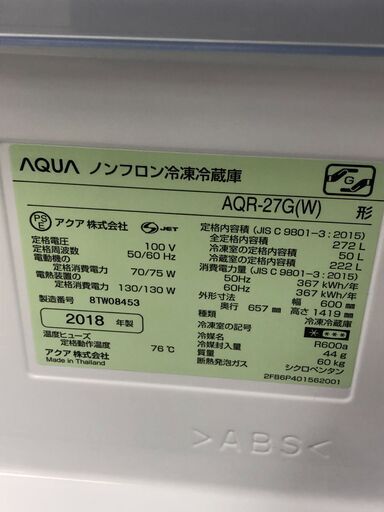 AQUA ノンフロン冷凍冷蔵庫
AQR-27G(W) 形
PS E アクア 株式会社 S JET
定格電圧 100 V
定格周波数 50/60 Hz
電動機の
定格消費電力 70/75 W
電熱装置の
定格消費電力 130/130 W
製造番号 8TW08453
2018 年製
温度ヒューズ
定格動作温度 76℃
アクア 株式会社
Made in Thailand
G
定格内容積 (JIS C 9801-3 : 2015)
全定格内容積 272 L
冷凍室の定格内容積 50 L
冷蔵室の定格内容積 222 L
消費電力量 (JIS C 9801-3 : 2015)
50Hz 367 kWh/年
60Hz 367 kWh/年
外形寸法 幅 600 mm
奥行 657 mm 高さ 1419 mm
種類 冷凍冷蔵庫
冷凍室の記号
冷媒名 R600a
冷媒封入量 44 g
質量 60 kg
断熱発泡ガス シクロペンタン
2FB6P401562001
>ABS<